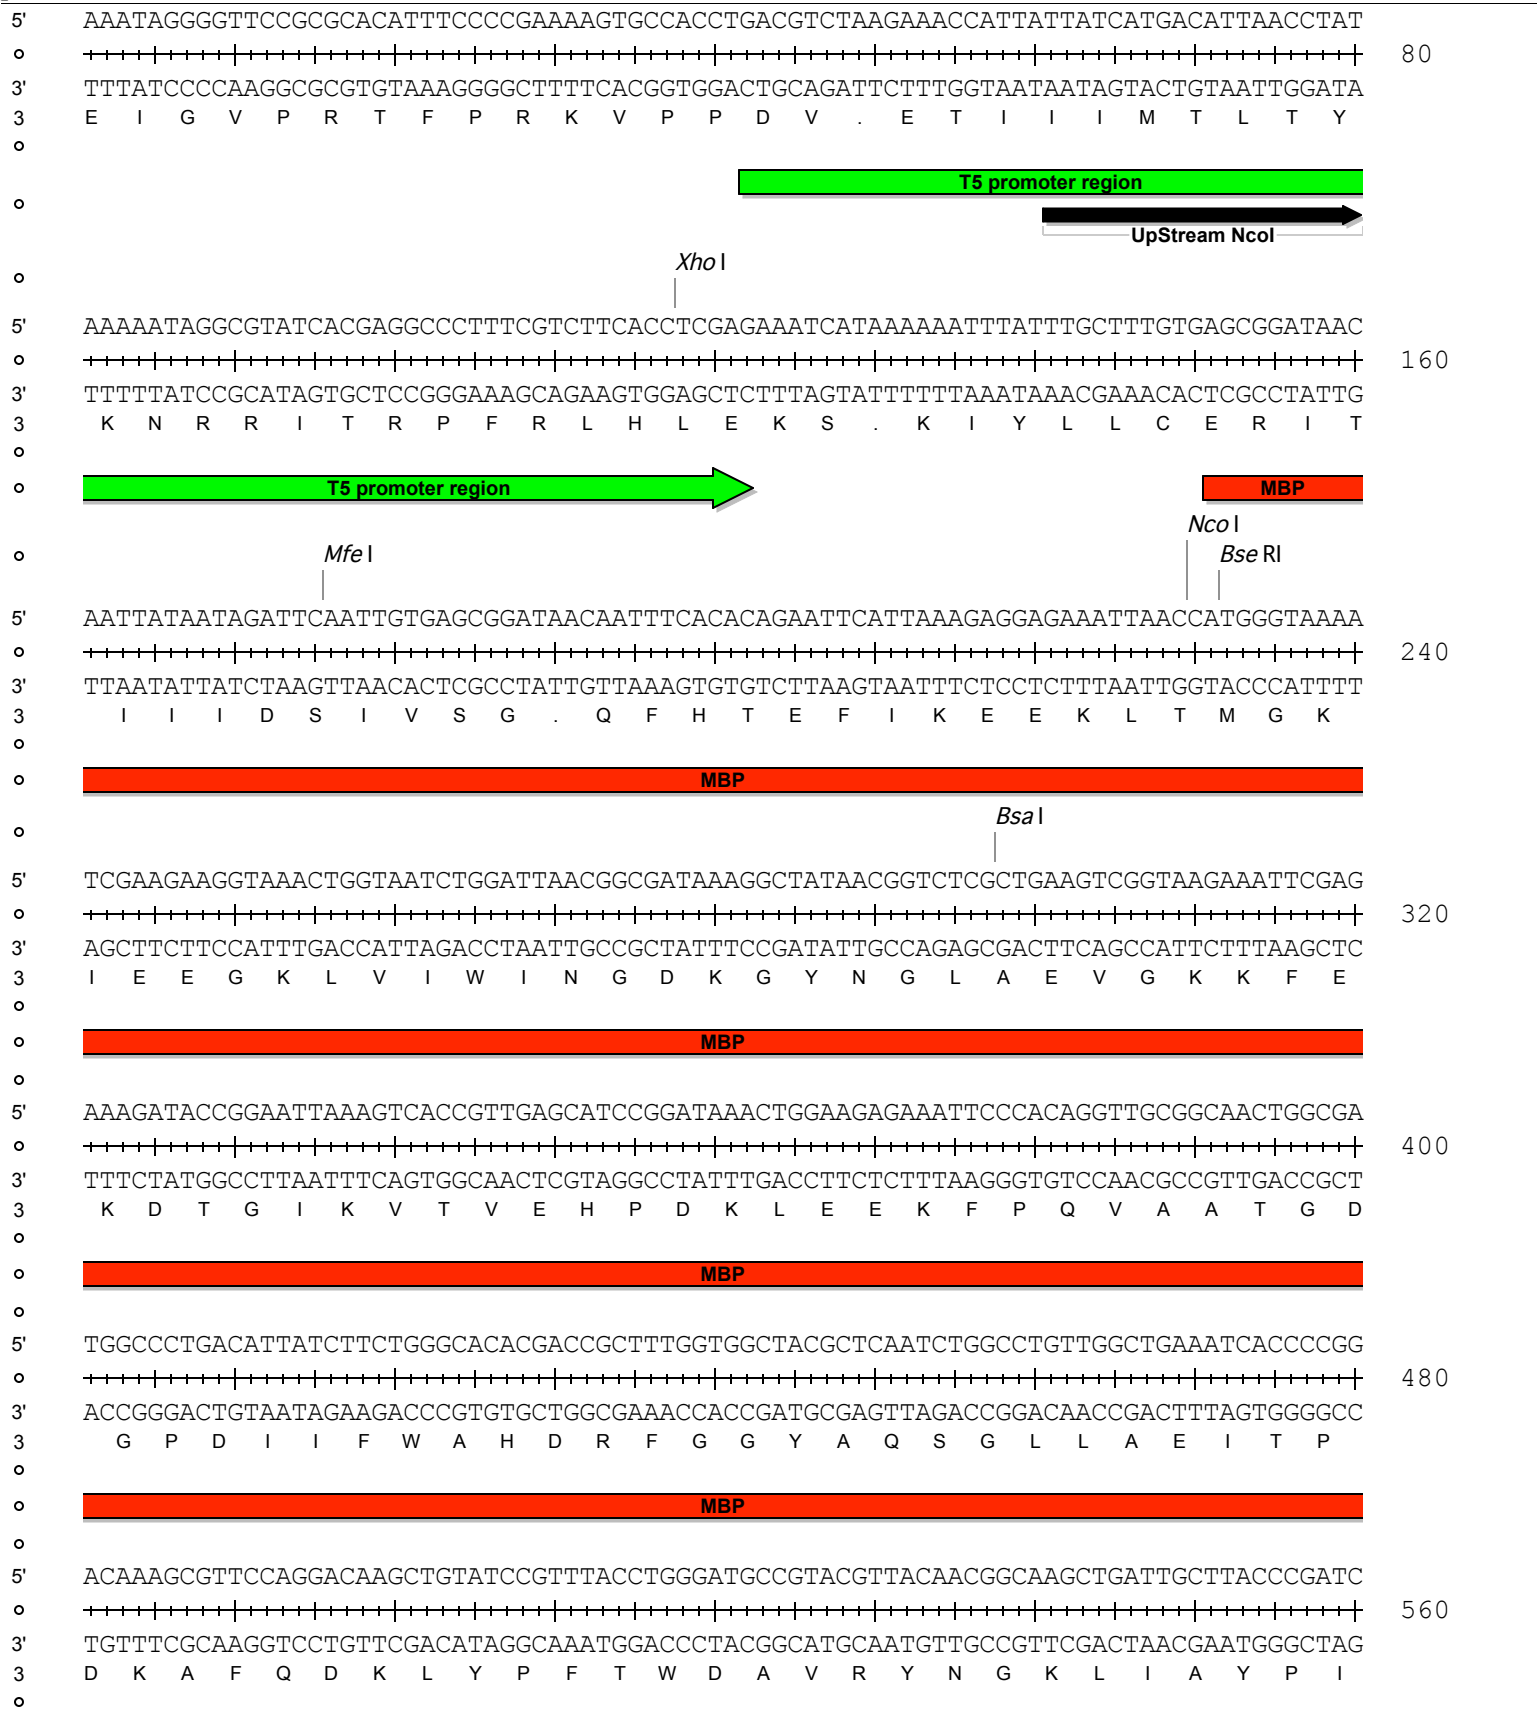 5' AAATAGGGGTTCCGCGCACATTTCCCCGAAAAGTGCCACCTGACGTCTAAGAAACCATTATTATCATGACATTAACCTAT
80
3' TTTATCCCCAAGGCGCGTGTAAAGGGGCTTTTCACGGTGGACTGCAGATTCTTTGGTAATAATAGTACTGTAATTGGATA
3 E I G V P R T F P R K V P P D V . E T I I I M T L T Y
T5 promoter region
UpStream NcoI
Xho I
5' AAAAATAGGCGTATCACGAGGCCCTTTCGTCTTCACCTCGAGAAATCATAAAAAATTTATTTGCTTTGTGAGCGGATAAC
160
3' TTTTTATCCGCATAGTGCTCCGGGAAAGCAGAAGTGGAGCTCTTTAGTATTTTTTAAATAAACGAAACACTCGCCTATTG
3 K N R R I T R P F R L H L E K S . K I Y L L C E R I T
T5 promoter region MBP
Nco I
Mfe I Bse RI
5' AATTATAATAGATTCAATTGTGAGCGGATAACAATTTCACACAGAATTCATTAAAGAGGAGAAATTAACCATGGGTAAAA
240
3' TTAATATTATCTAAGTTAACACTCGCCTATTGTTAAAGTGTGTCTTAAGTAATTTCTCCTCTTTAATTGGTACCCATTTT
3 I I I D S I V S G . Q F H T E F I K E E K L T M G K
MBP
Bsa I
5' TCGAAGAAGGTAAACTGGTAATCTGGATTAACGGCGATAAAGGCTATAACGGTCTCGCTGAAGTCGGTAAGAAATTCGAG
320
3' AGCTTCTTCCATTTGACCATTAGACCTAATTGCCGCTATTTCCGATATTGCCAGAGCGACTTCAGCCATTCTTTAAGCTC
3 I E E G K L V I W I N G D K G Y N G L A E V G K K F E
MBP
5' AAAGATACCGGAATTAAAGTCACCGTTGAGCATCCGGATAAACTGGAAGAGAAATTCCCACAGGTTGCGGCAACTGGCGA
400
3' TTTCTATGGCCTTAATTTCAGTGGCAACTCGTAGGCCTATTTGACCTTCTCTTTAAGGGTGTCCAACGCCGTTGACCGCT
3 K D T G I K V T V E H P D K L E E K F P Q V A A T G D
MBP
5' TGGCCCTGACATTATCTTCTGGGCACACGACCGCTTTGGTGGCTACGCTCAATCTGGCCTGTTGGCTGAAATCACCCCGG
480
3' ACCGGGACTGTAATAGAAGACCCGTGTGCTGGCGAAACCACCGATGCGAGTTAGACCGGACAACCGACTTTAGTGGGGCC
3 G P D I I F W A H D R F G G Y A Q S G L L A E I T P
MBP
5' ACAAAGCGTTCCAGGACAAGCTGTATCCGTTTACCTGGGATGCCGTACGTTACAACGGCAAGCTGATTGCTTACCCGATC
560
3' TGTTTCGCAAGGTCCTGTTCGACATAGGCAAATGGACCCTACGGCATGCAATGTTGCCGTTCGACTAACGAATGGGCTAG
3 D K A F Q D K L Y P F T W D A V R Y N G K L I A Y P I